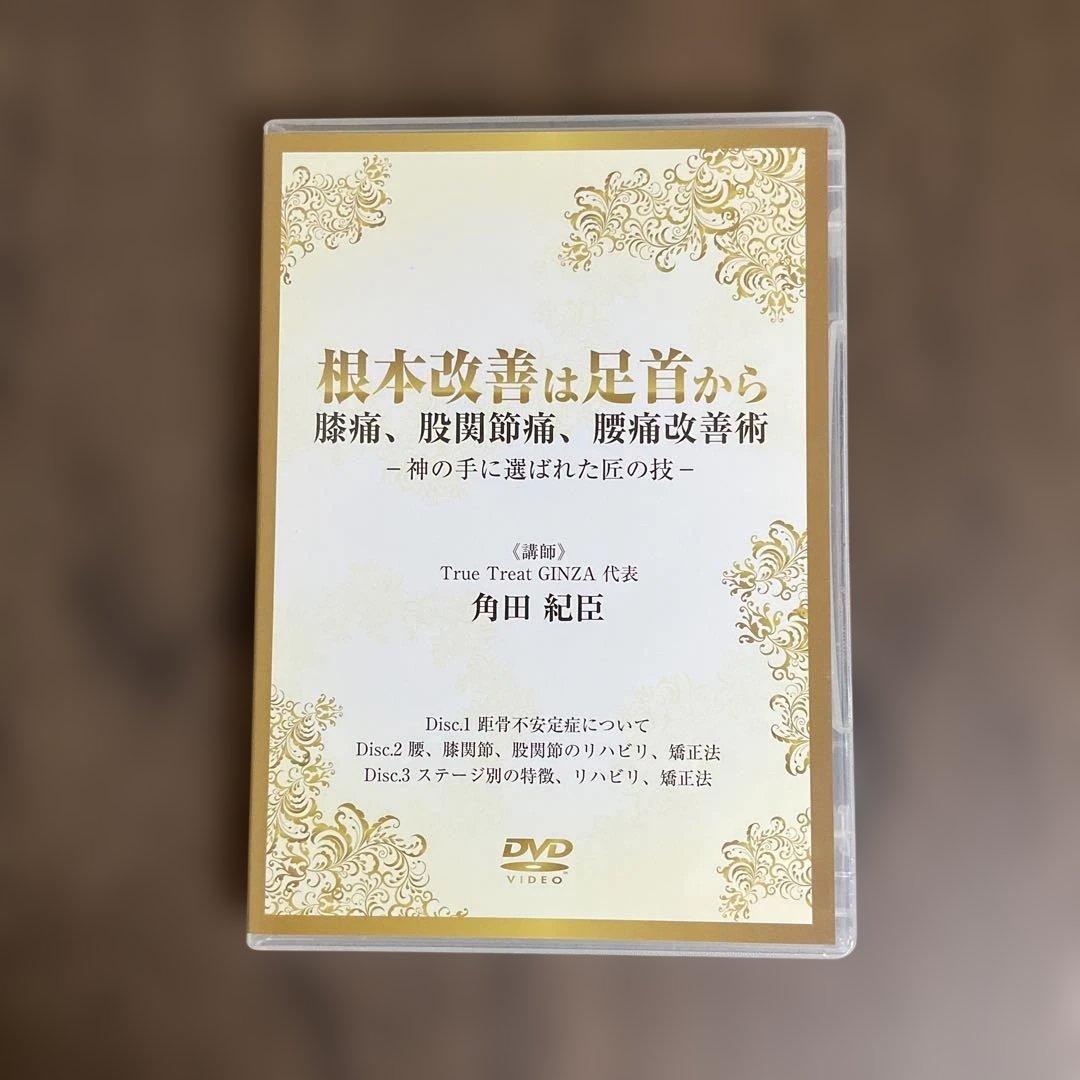 根本改善は足首から
膝痛、股関節痛、腰痛改善術
－神の手に選ばれた匠の技－
《講師》
True Treat GINZA 代表
角田 紀臣
Disc.1 距骨不安定症について
Disc.2 腰、膝関節、股関節のリハビリ、矯正法
Disc.3 ステージ別の特徴、リハビリ、矯正法
DVD
VIDEO™